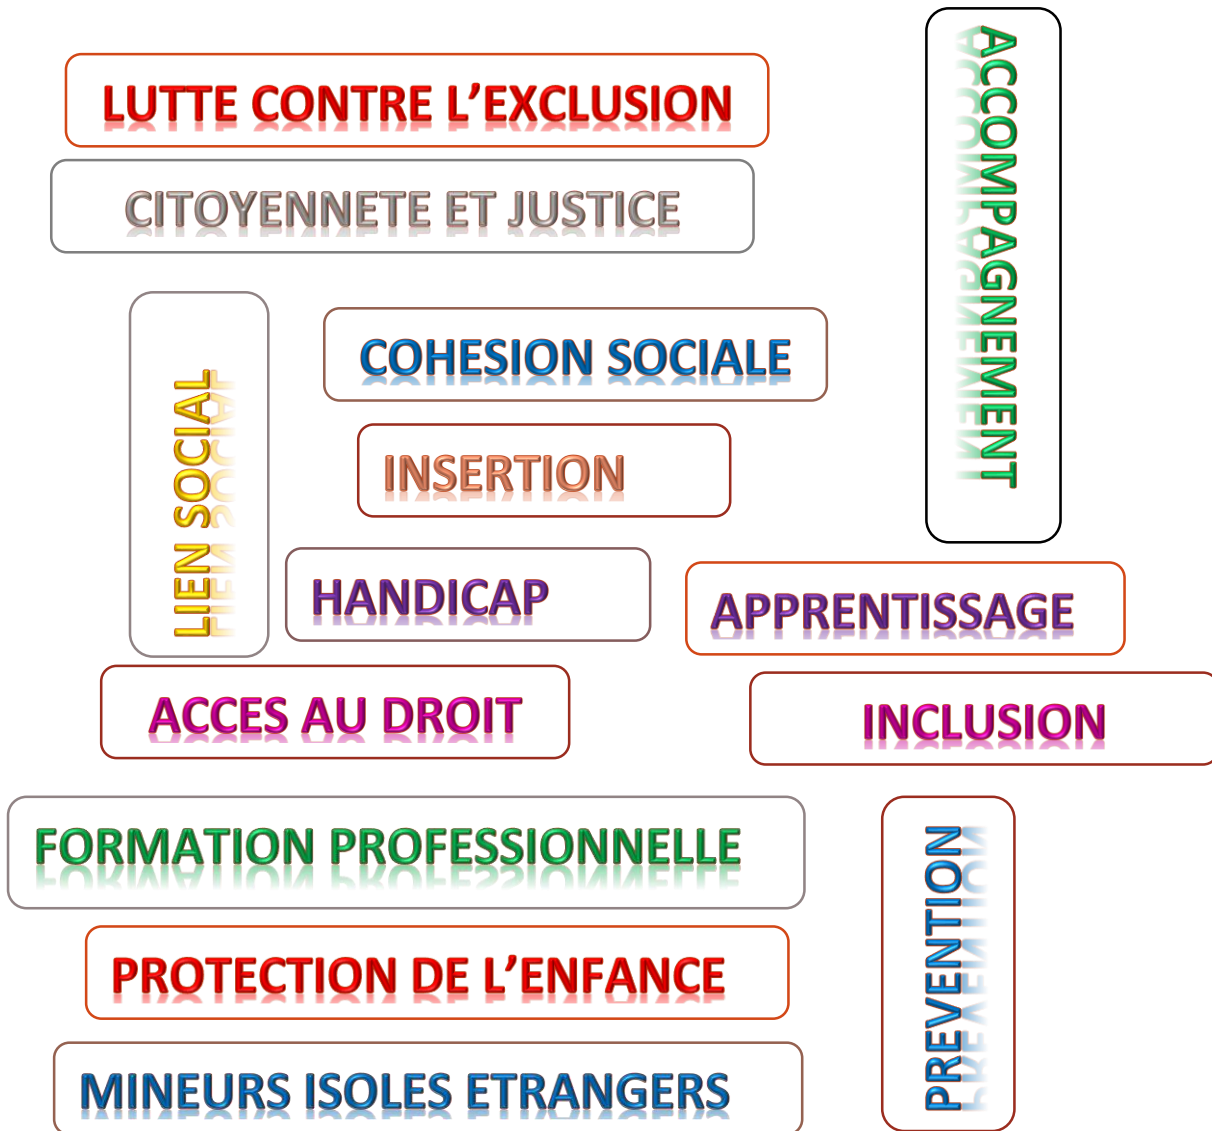 LUTTE CONTRE L’EXCLUSION
ACCOMPAGNEMENT
CITOYENNETE ET JUSTICE
LIEN SOCIAL
COHESION SOCIALE
INSERTION
HANDICAP
APPRENTISSAGE
ACCES AU DROIT
INCLUSION
FORMATION PROFESSIONNELLE
PREVENTION
PROTECTION DE L’ENFANCE
MINEURS ISOLES ETRANGERS